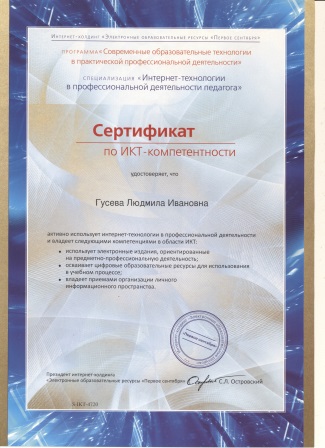 Интернет-холдинг «Электронные образовательные ресурсы «Первое сентября»
программа «Современные образовательные технологии
в практической профессиональной деятельности»
специализация «Интернет-технологии
в профессиональной деятельности педагога»
Сертификат
по ИКТ-компетентности
удостоверяет, что
Гусева Людмила Ивановна
активно использует интернет-технологии в профессиональной деятельности
и владеет следующими компетенциями в области ИКТ:
• использует электронные издания, ориентированные
на предметно-профессиональную деятельность;
• осваивает цифровые образовательные ресурсы для использования
в учебном процессе;
• владеет приемами организации личного
информационного пространства.
Президент интернет-холдинга
«Электронные образовательные ресурсы «Первое сентября» С.Л. Островский